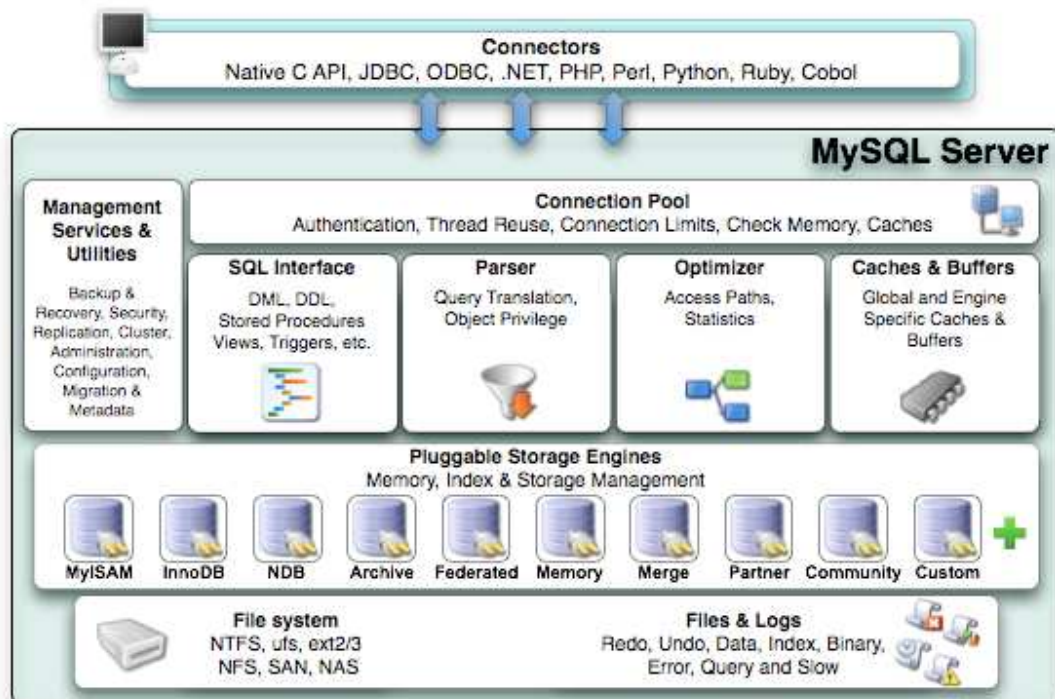 Connectors
Native C API, JDBC, ODBC, .NET, PHP, Perl, Python, Ruby, Cobol
MySQL Server
Management
Services &
Utilities
Backup &
Recovery, Security,
Replication, Cluster,
Administration,
Configuration,
Migration &
Metadata
Connection Pool
Authentication, Thread Reuse, Connection Limits, Check Memory, Caches
SQL Interface
DML, DDL,
Stored Procedures
Views, Triggers, etc.
Parser
Query Translation,
Object Privilege
Optimizer
Access Paths,
Statistics
Caches & Buffers
Global and Engine
Specific Caches &
Buffers
Pluggable Storage Engines
Memory, Index & Storage Management
MyISAM
InnoDB
NDB
Archive
Federated
Memory
Merge
Partner
Community
Custom
File system
NTFS, ufs, ext2/3
NFS, SAN, NAS
Files & Logs
Redo, Undo, Data, Index, Binary,
Error, Query and Slow